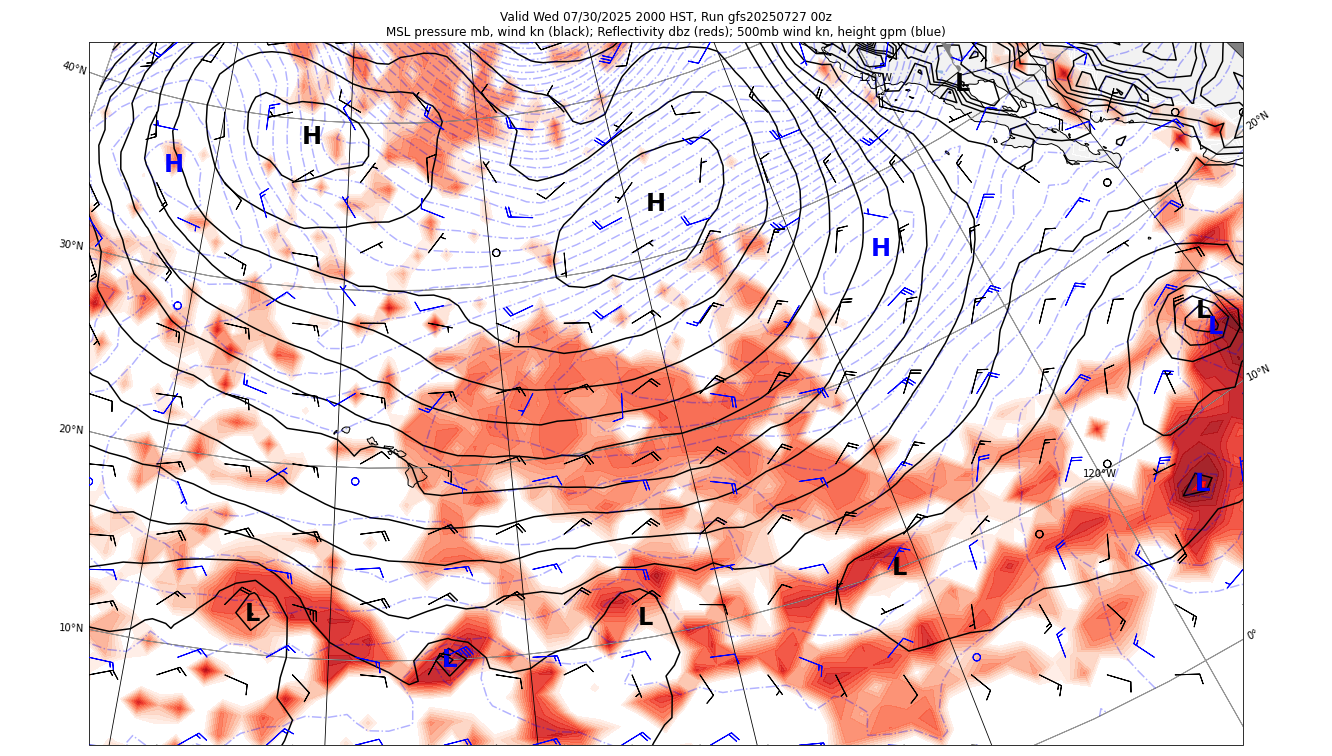 Valid Wed 07/30/2025 2000 HST, Run gfs20250727 00z
MSL pressure mb, wind kn (black); Reflectivity dbz (reds); 500mb wind kn, height gpm (blue)
40°N
120°W
L
20°N
H
H
H
H
30°N
L
L
10°N
20°N
120°W
L
L
L
L
10°N
0°
L